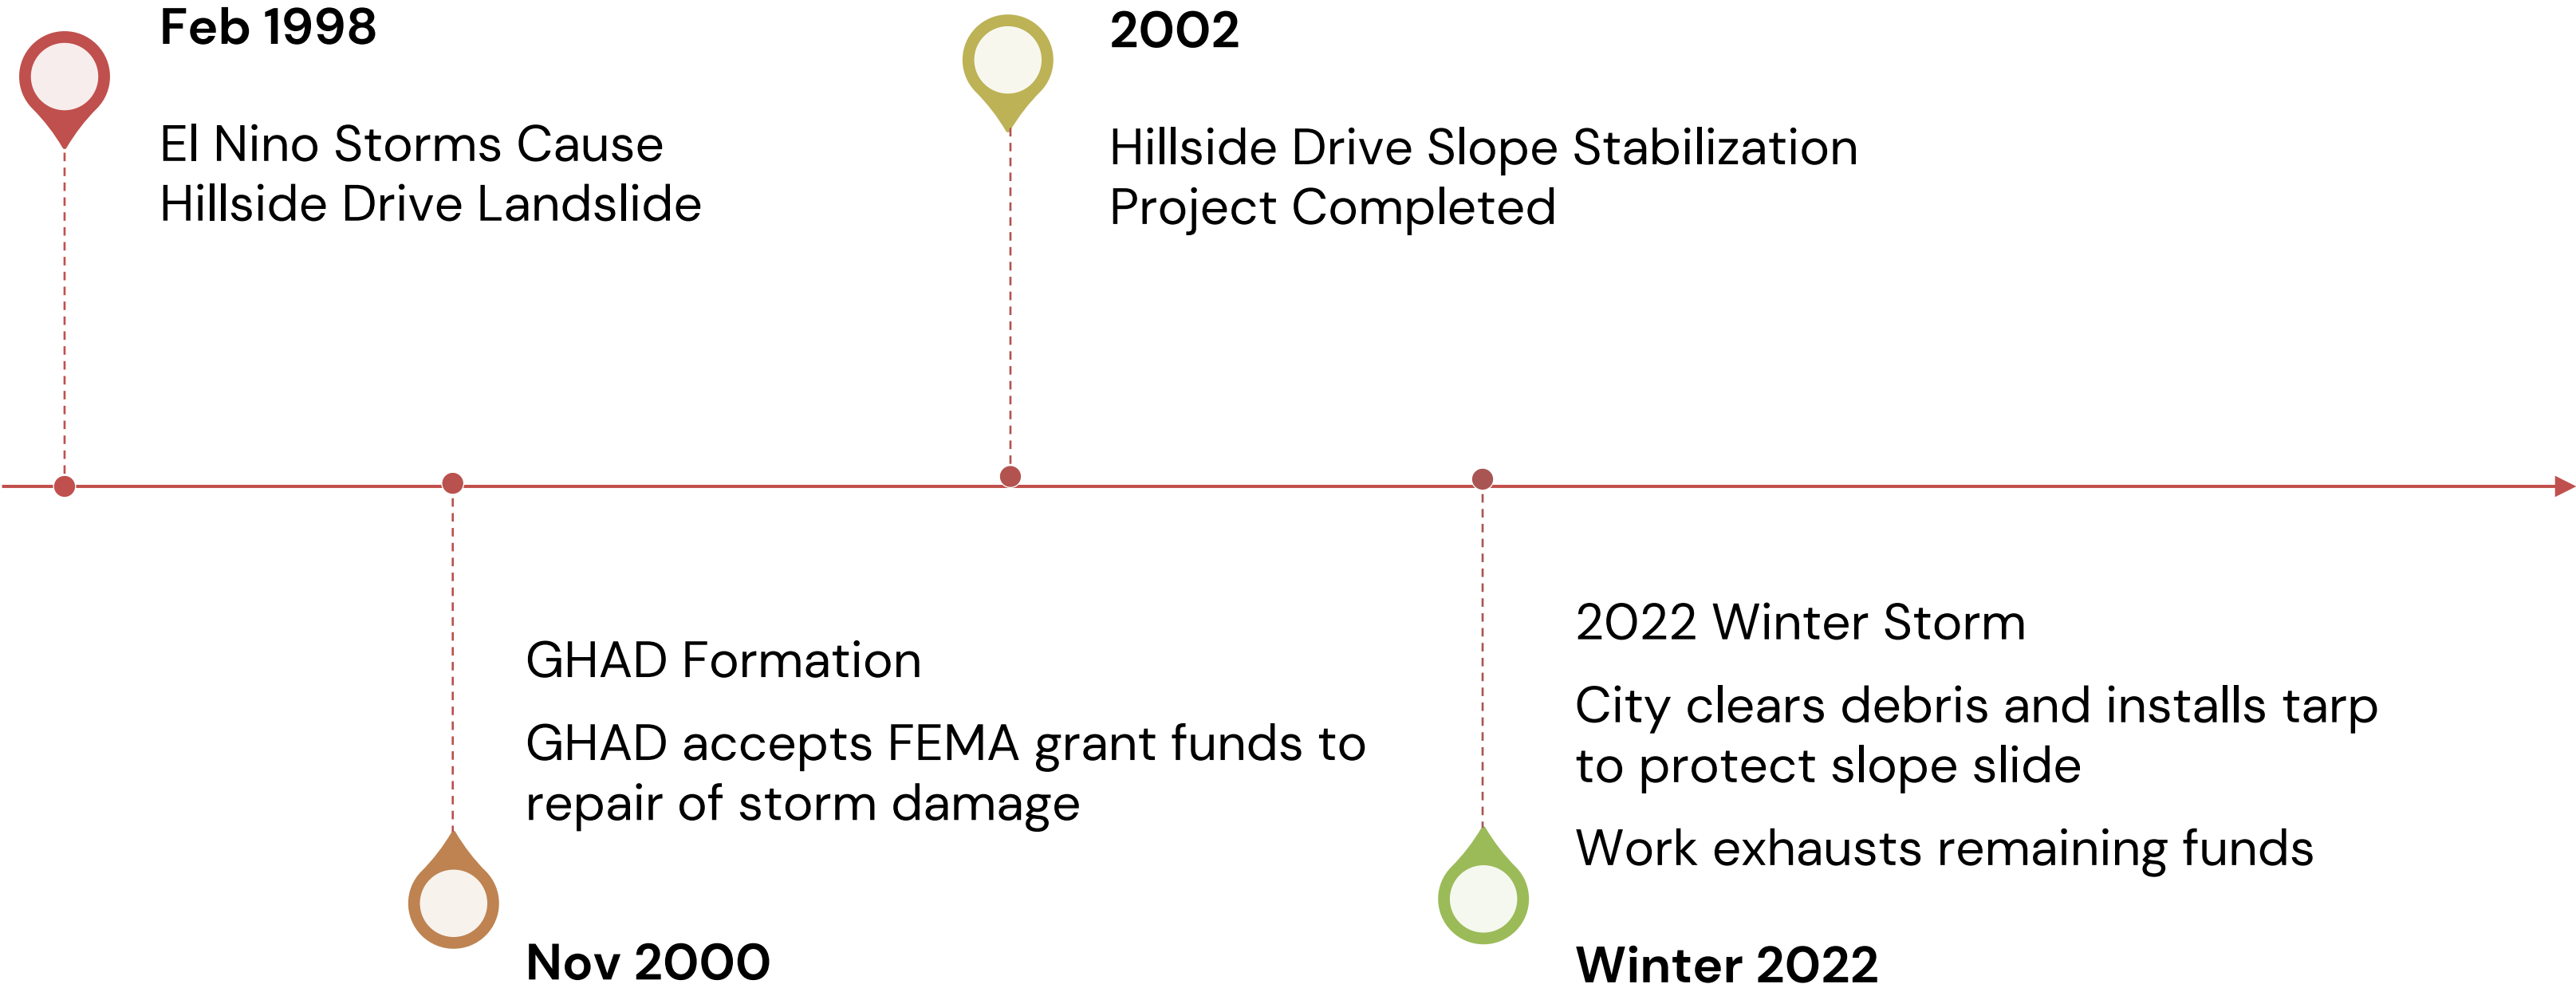 Feb 1998
El Nino Storms Cause
Hillside Drive Landslide
GHAD Formation
GHAD accepts FEMA grant funds to
repair of storm damage
Nov 2000
2002
Hillside Drive Slope Stabilization
Project Completed
2022 Winter Storm
City clears debris and installs tarp
to protect slope slide
Work exhausts remaining funds
Winter 2022